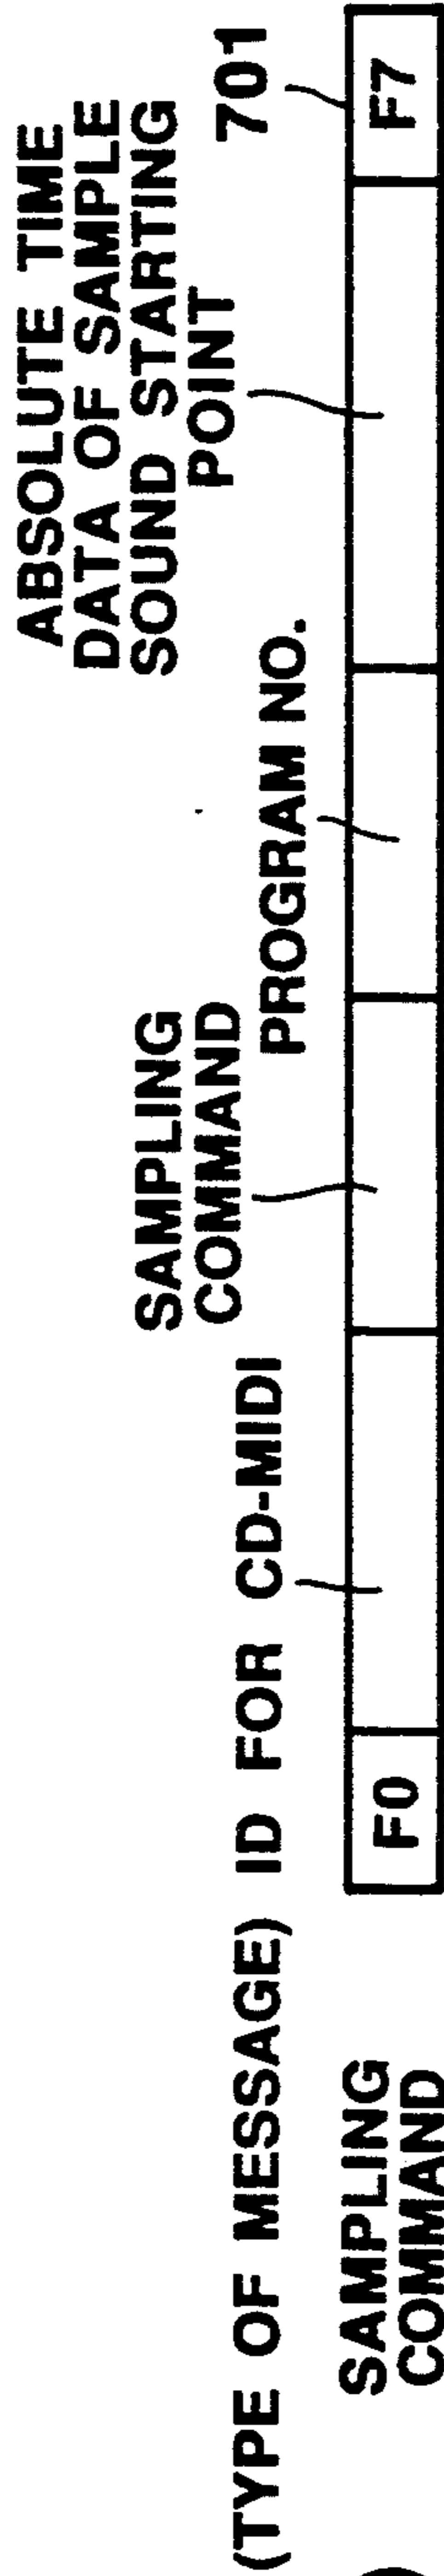 ABSOLUTE TIME
DATA OF SAMPLE
SOUND STARTING
POINT
701
SAMPLING
COMMAND
PROGRAM NO.
(TYPE OF MESSAGE) ID FOR CD-MIDI
SAMPLING
COMMAND
F0
F7